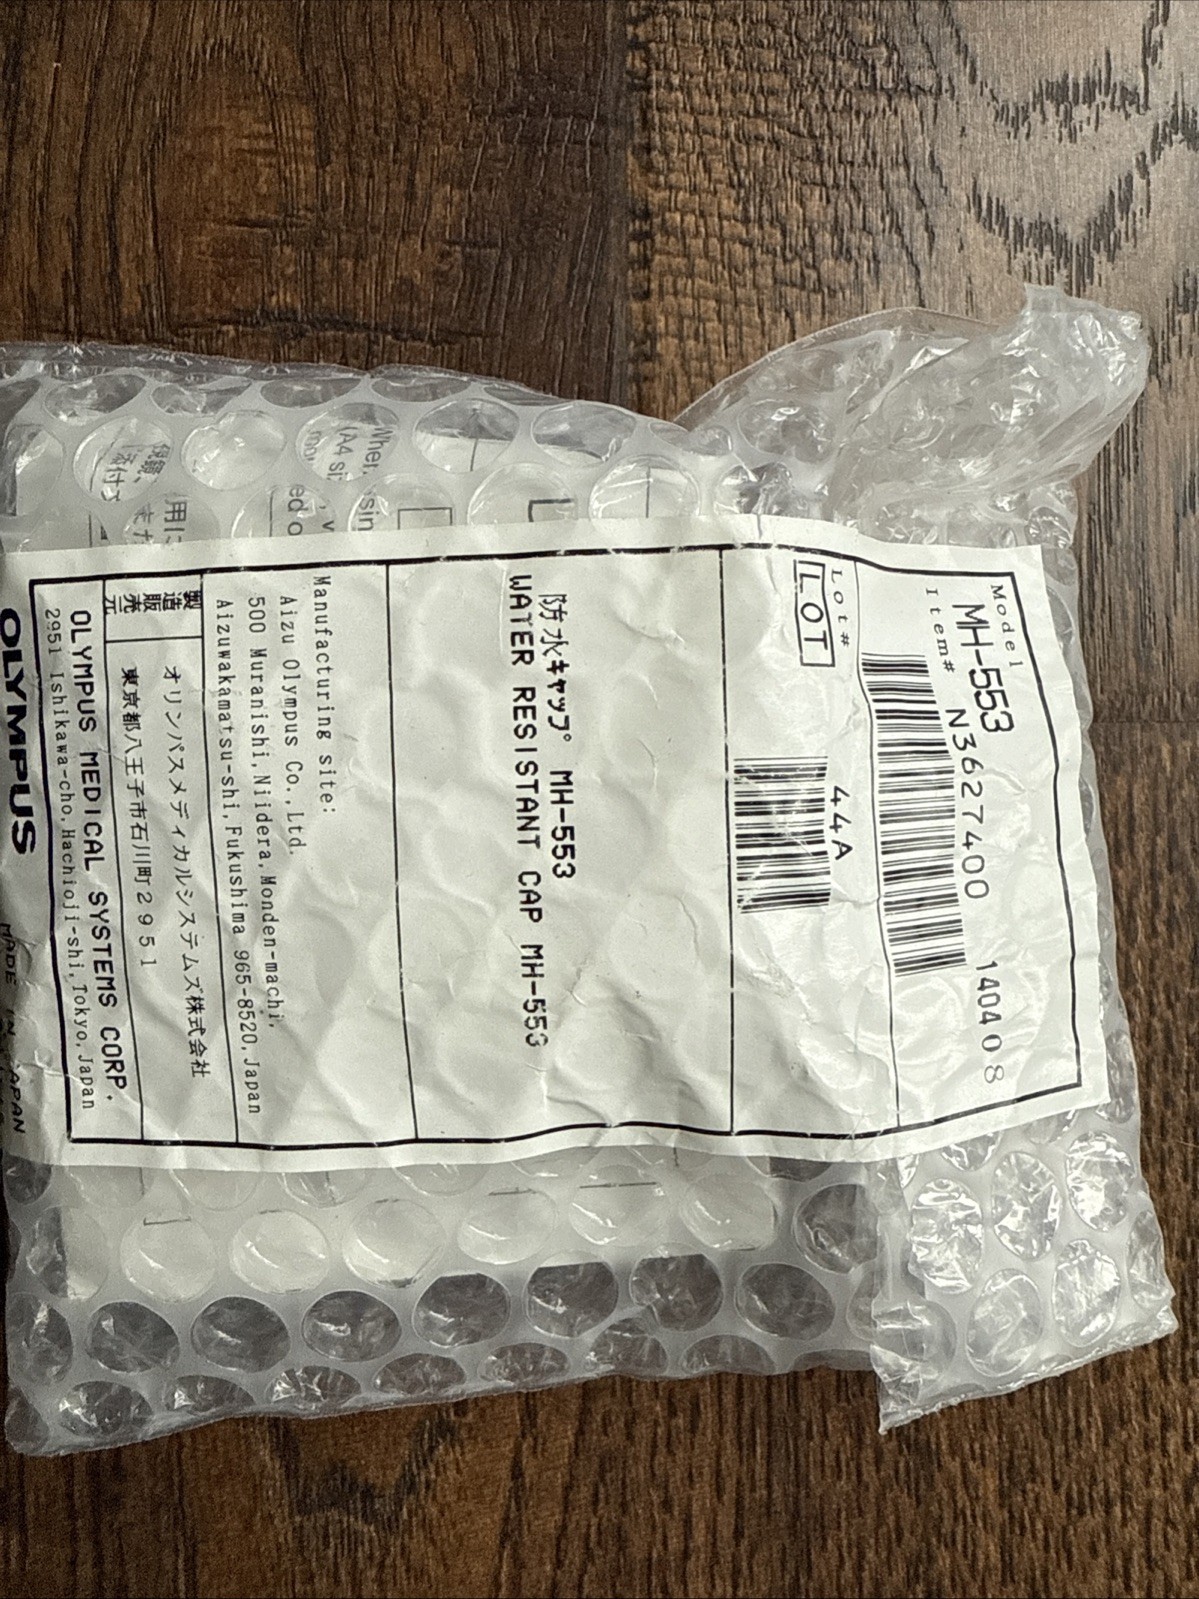 Model
MH-553
140408
Item#
N3627400
Lot#
44A
LOT
防水キャップ MH-553
WATER RESISTANT CAP MH-553
Manufacturing site:
Aizu Olympus Co.,Ltd.
500 Muranishi,Niidera,Monden-machi,
Aizuwakamatsu-shi,Fukushima 965-8520,Japan
製造
販売元
オリンパスメディカルシステムズ株式会社
東京都八王子市石川町2951
OLYMPUS MEDICAL SYSTEMS CORP.
2951 Ishikawa-cho,Hachioji-shi,Tokyo,Japan
OLYMPUS
MADE IN JAPAN